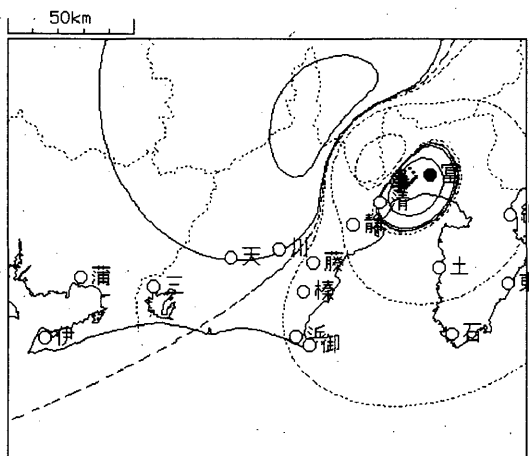 50km
富
清
静
天
川
藤
土
蒲
三
榛
東
伊
浜
御
石